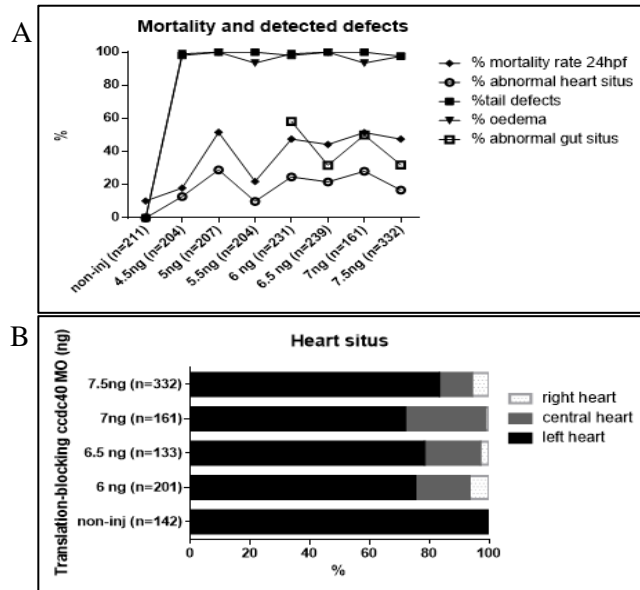 A
Mortality and detected defects
100
80
60
40
20
0
%
% mortality rate 24hpf
% abnormal heart situs
%tail defects
% oedema
% abnormal gut situs
non-inj (n=211)
4.5ng (n=204)
5ng (n=207)
5.5ng (n=204)
6 ng (n=231)
6.5 ng (n=239)
7ng (n=161)
7.5ng (n=332)
B
Heart situs
Translation-blocking ccdc40 MO (ng)
7.5ng (n=332)
7ng (n=161)
6.5 ng (n=133)
6 ng (n=201)
non-inj (n=142)
right heart
central heart
left heart
0 20 40 60 80 100
%